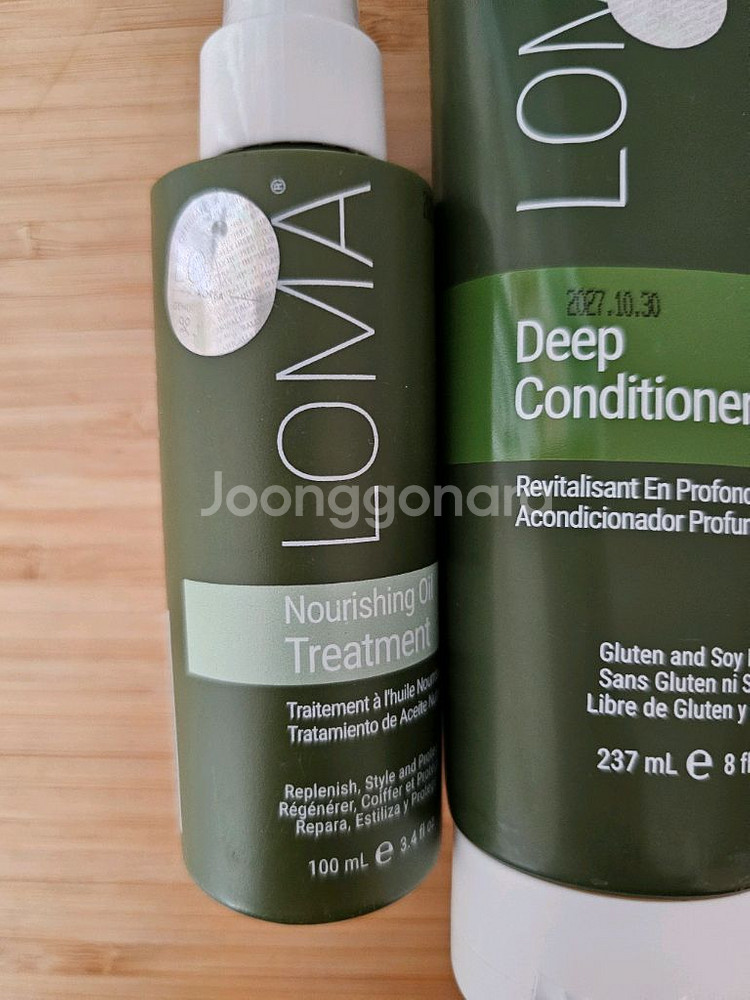 LOMA®
Nourishing Oil
Treatment
Traitement à l'huile
Tratamiento de Aceite
Replenish, Style and
Régénérer, Coiffer et
Repara, Estiliza y
100 mL e 3.4 fl
LOM
2027.10.30
Deep
Conditioner
Revitalisant En
Acondicionador
Gluten and Soy
Sans Gluten ni
Libre de Gluten y
237 mL e 8 fl
Joonggonara